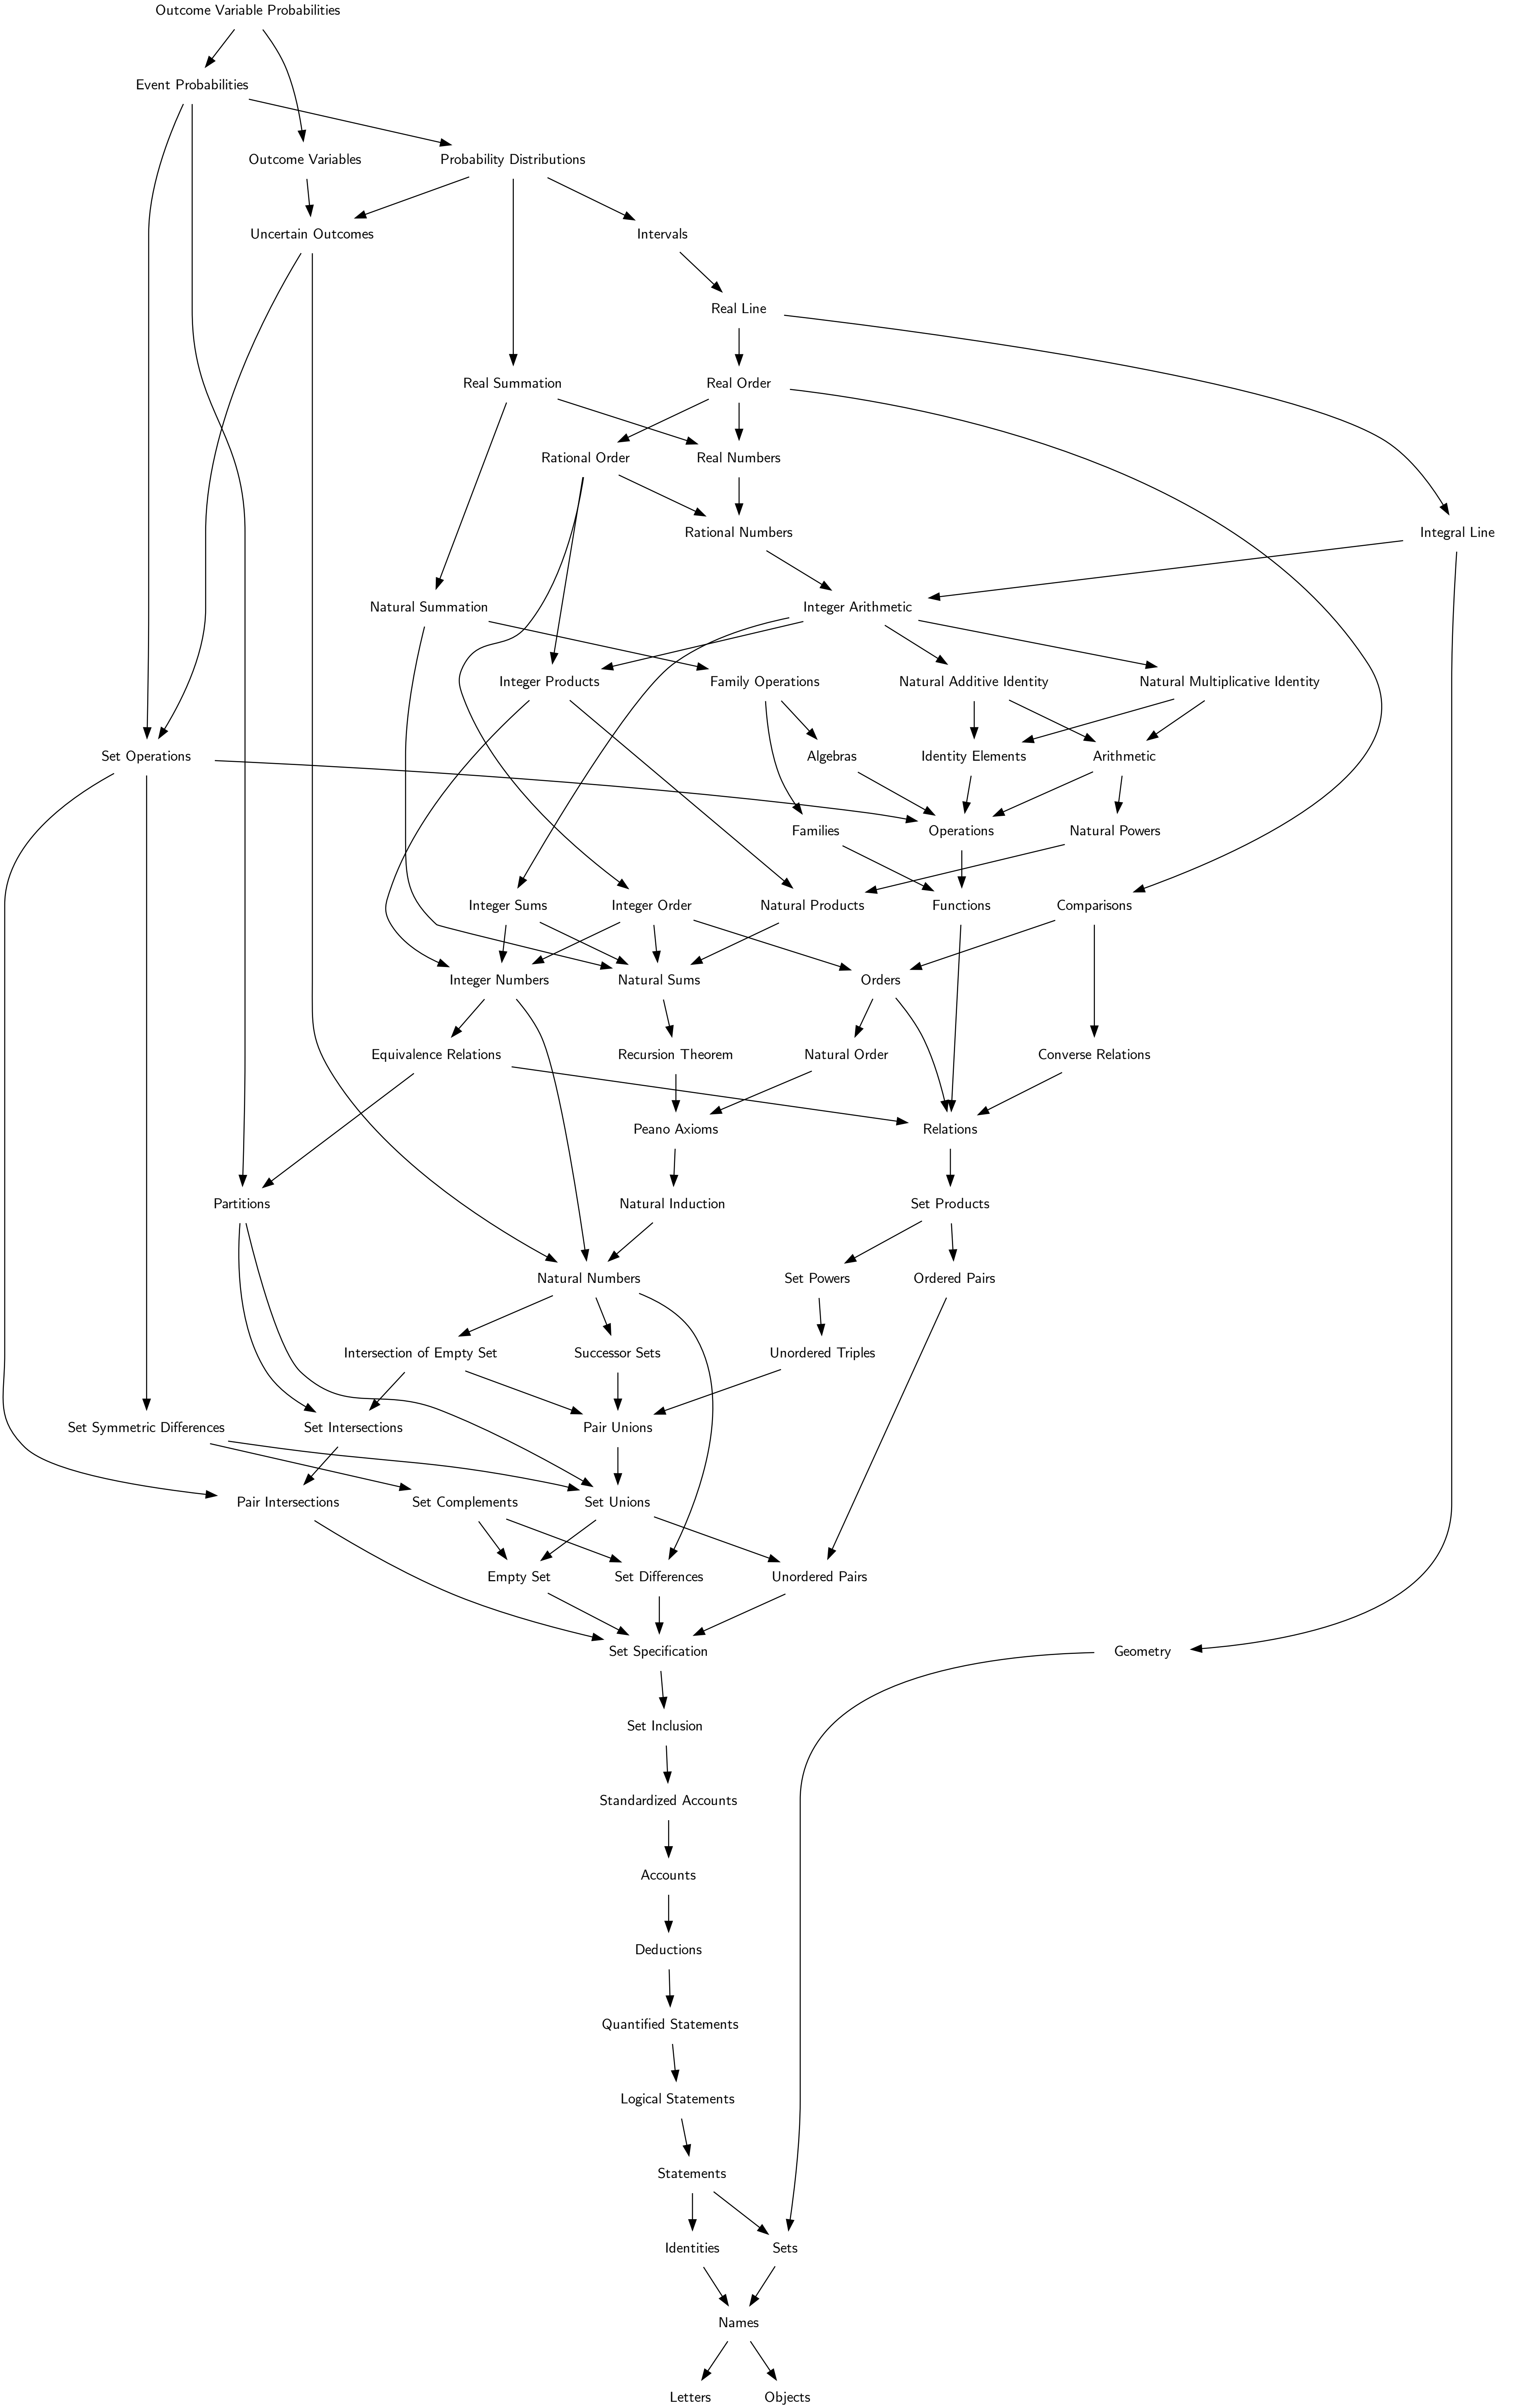 Outcome Variable Probabilities
Event Probabilities
Outcome Variables
Probability Distributions
Uncertain Outcomes
Intervals
Real Line
Real Summation
Real Order
Rational Order
Real Numbers
Rational Numbers
Integral Line
Natural Summation
Integer Arithmetic
Integer Products
Family Operations
Natural Additive Identity
Natural Multiplicative Identity
Set Operations
Algebras
Identity Elements
Arithmetic
Families
Operations
Natural Powers
Integer Sums
Integer Order
Natural Products
Functions
Comparisons
Integer Numbers
Natural Sums
Orders
Equivalence Relations
Recursion Theorem
Natural Order
Converse Relations
Peano Axioms
Relations
Partitions
Natural Induction
Set Products
Natural Numbers
Set Powers
Ordered Pairs
Intersection of Empty Set
Successor Sets
Unordered Triples
Set Symmetric Differences
Set Intersections
Pair Unions
Pair Intersections
Set Complements
Set Unions
Empty Set
Set Differences
Unordered Pairs
Set Specification
Geometry
Set Inclusion
Standardized Accounts
Accounts
Deductions
Quantified Statements
Logical Statements
Statements
Identities
Sets
Names
Letters
Objects